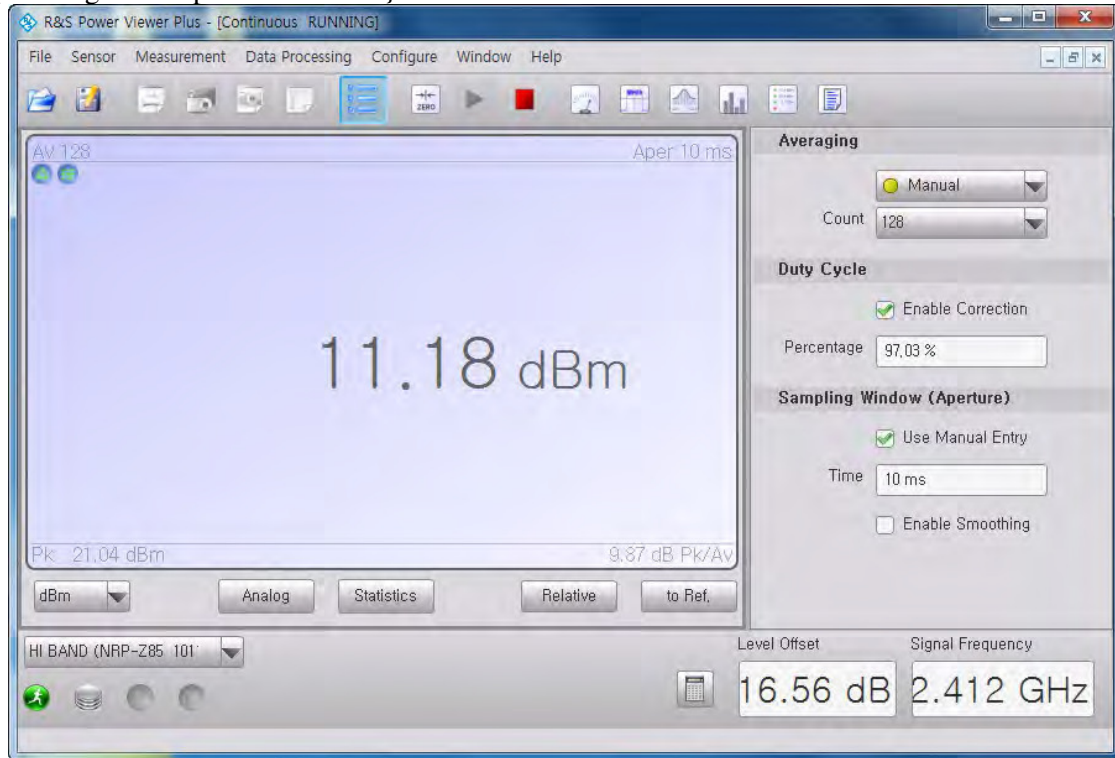 R&S Power Viewer Plus - [Continuous RUNNING]
File Sensor Measurement Data Processing Configure Window Help
ZERO
AV 128 Aper 10 ms
11.18 dBm
Pk 21.04 dBm 9.87 dB Pk/Av
dBm Analog Statistics Relative to Ref.
Averaging
Manual
Count 128
Duty Cycle
Enable Correction
Percentage 97,03 %
Sampling Window (Aperture)
Use Manual Entry
Time 10 ms
Enable Smoothing
HI BAND (NRP-Z85 101
Level Offset Signal Frequency
16.56 dB 2.412 GHz